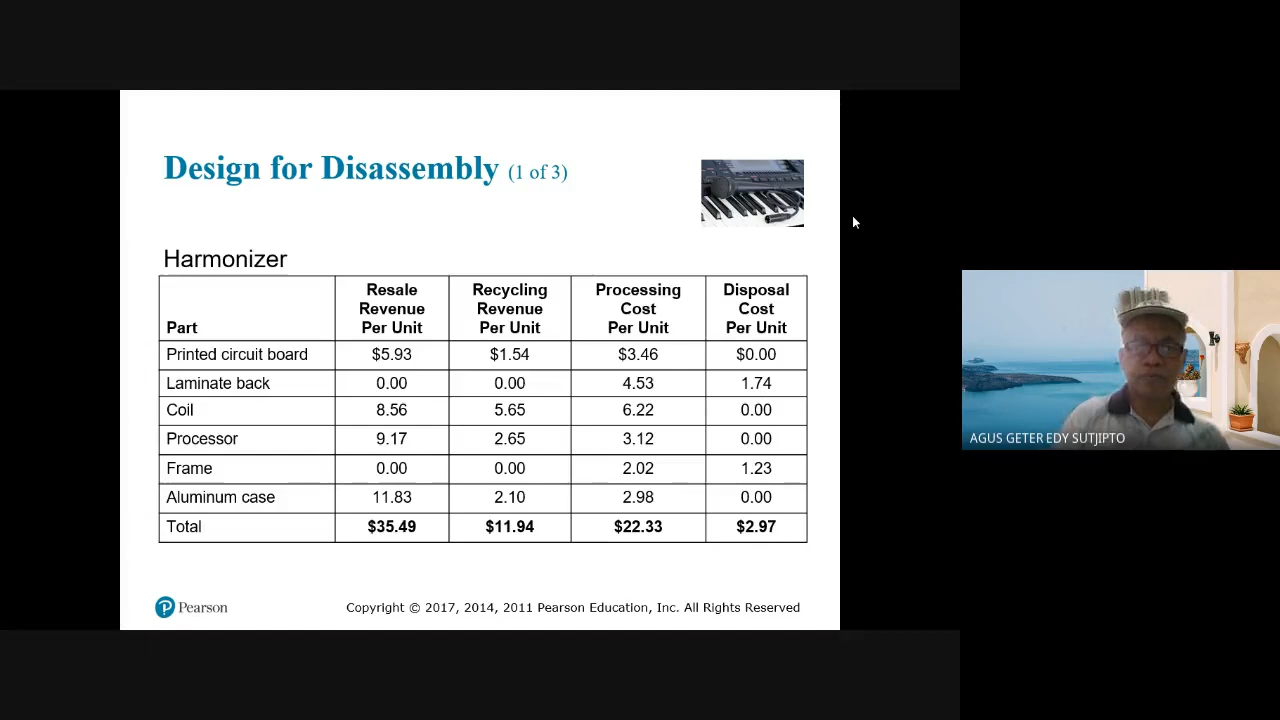 Design for Disassembly (1 of 3)
Harmonizer
Part Resale Revenue Per Unit Recycling Revenue Per Unit Processing Cost Per Unit Disposal Cost Per Unit
Printed circuit board $5.93 $1.54 $3.46 $0.00
Laminate back 0.00 0.00 4.53 1.74
Coil 8.56 5.65 6.22 0.00
Processor 9.17 2.65 3.12 0.00
Frame 0.00 0.00 2.02 1.23
Aluminum case 11.83 2.10 2.98 0.00
Total $35.49 $11.94 $22.33 $2.97
Pearson
Copyright © 2017, 2014, 2011 Pearson Education, Inc. All Rights Reserved
AGUS GETER EDY SUTJIPTO